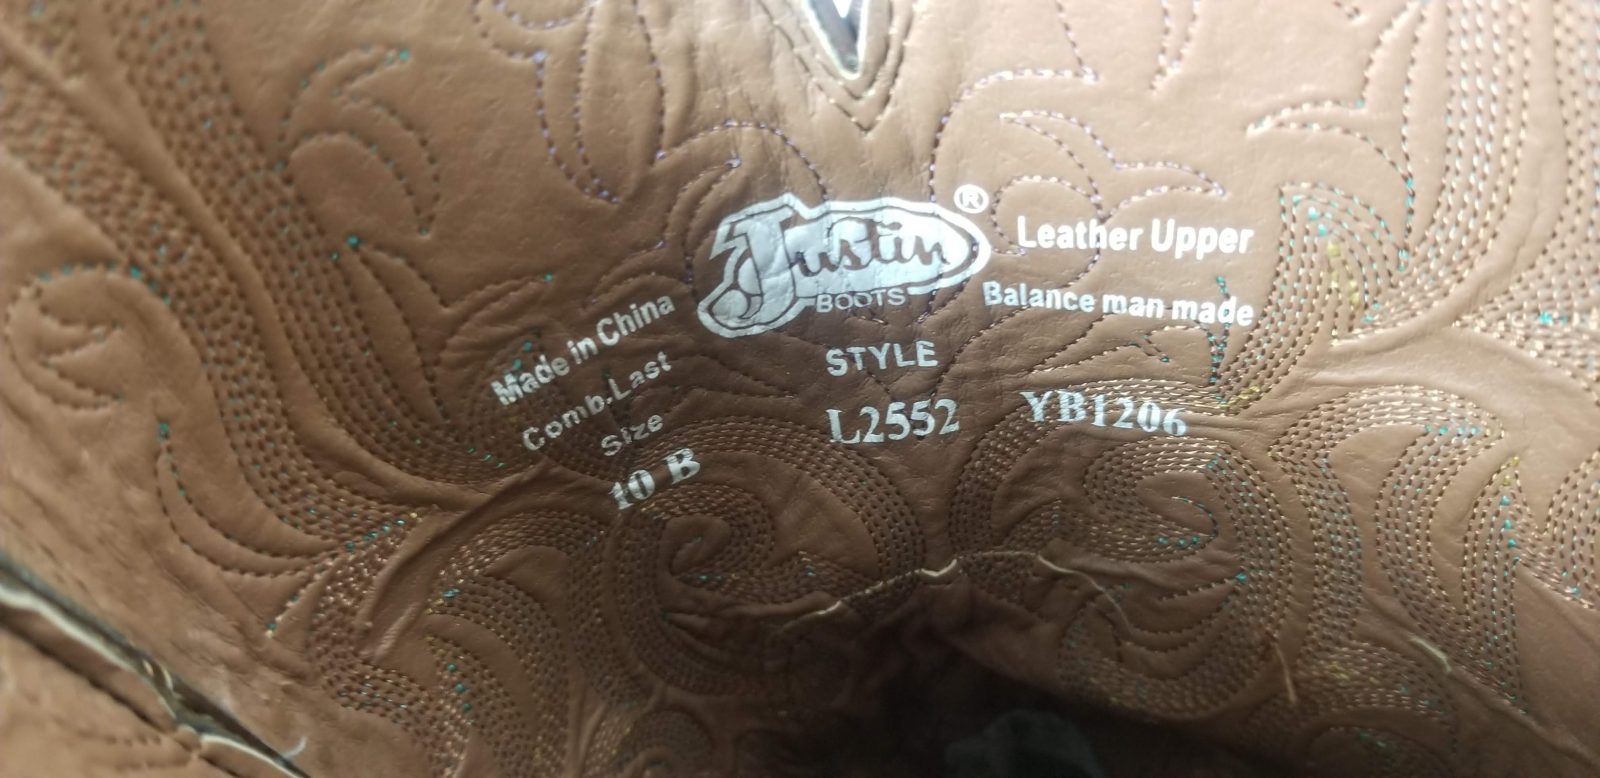 Justin ®
BOOTS
Leather Upper
Balance man made
Made in China
Comb.Last
Size
10 B
STYLE
L2552 YB1206